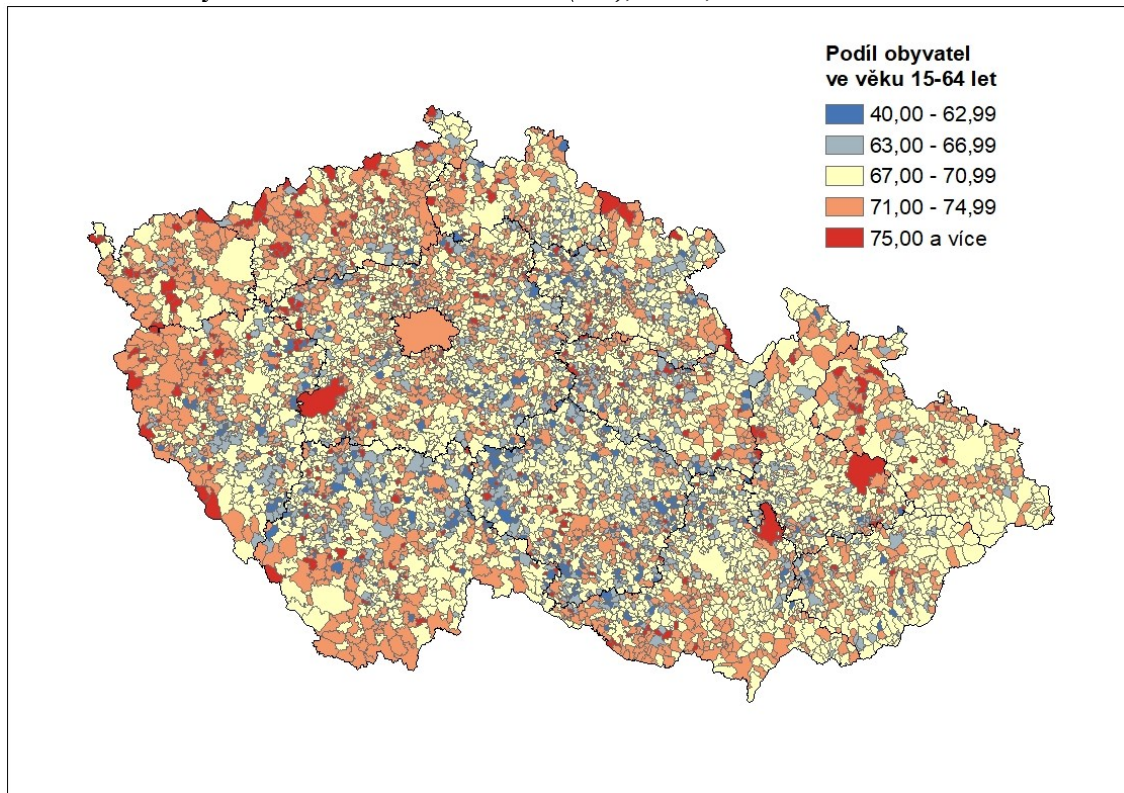 Podíl obyvatel
ve věku 15-64 let
40,00 - 62,99
63,00 - 66,99
67,00 - 70,99
71,00 - 74,99
75,00 a více